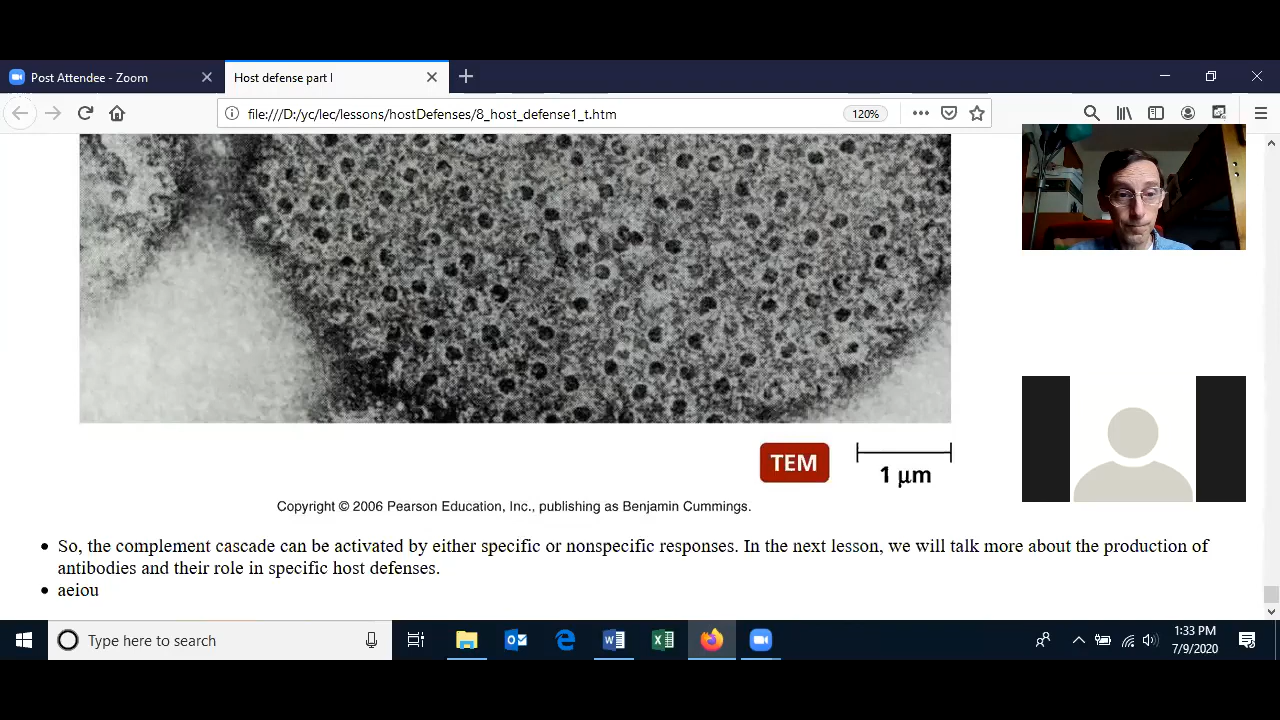 Post Attendee - Zoom
Host defense part I
file:///D:/yc/lec/lessons/hostDefenses/8_host_defense1_t.htm
120%
TEM
1 μm
Copyright © 2006 Pearson Education, Inc., publishing as Benjamin Cummings.
So, the complement cascade can be activated by either specific or nonspecific responses. In the next lesson, we will talk more about the production of
antibodies and their role in specific host defenses.
aeiou
Type here to search
1:33 PM
7/9/2020